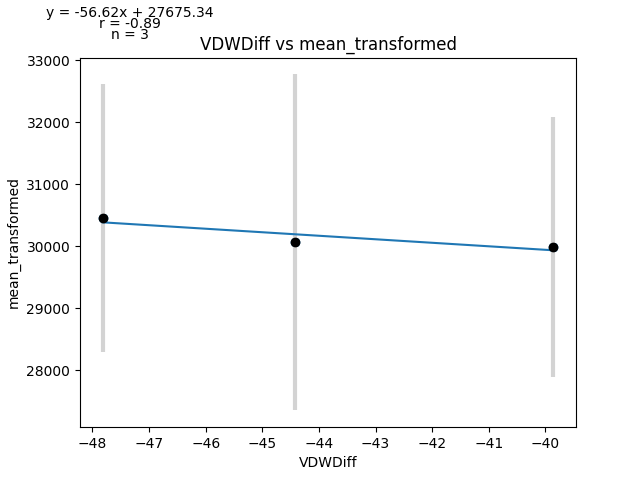 y = -56.62x + 27675.34
r = -0.89
n = 3
VDWDiff vs mean_transformed
33000
32000
31000
30000
29000
28000
mean_transformed
−48 −47 −46 −45 −44 −43 −42 −41 −40
VDWDiff